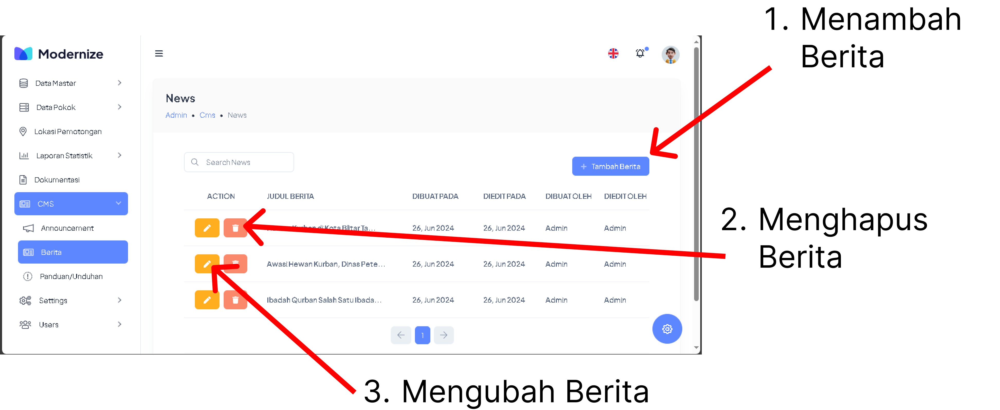 1. Menambah
Berita
Modernize
Data Master
Data Pokok
Lokasi Pemotongan
Laporan Statistik
Dokumentasi
CMS
Announcement
Berita
Panduan/Unduhan
Settings
Users
News
Admin • Cms • News
Search News
+ Tambah Berita
ACTION JUDUL BERITA DIBUAT PADA DIEDIT PADA DIBUAT OLEH DIEDIT OLEH
Kurban di Kota Blitar Ta... 26, Jun 2024 26, Jun 2024 Admin Admin
Awasi Hewan Kurban, Dinas Pete... 26, Jun 2024 26, Jun 2024 Admin Admin
Ibadah Qurban Salah Satu Ibada... 26, Jun 2024 26, Jun 2024 Admin Admin
1
2. Menghapus
Berita
3. Mengubah Berita